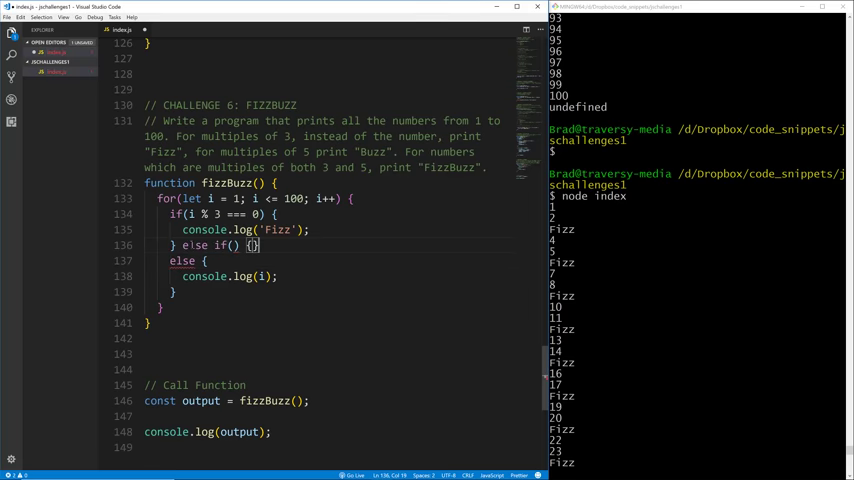 index.js - jschallenges1 - Visual Studio Code
File Edit Selection View Go Debug Tasks Help
EXPLORER
OPEN EDITORS 1 UNSAVED
JS index.js
JSCHALLENGES1
JS index.js
JS index.js
126 }
127
128
129
130 // CHALLENGE 6: FIZZBUZZ
131 // Write a program that prints all the numbers from 1 to
100. For multiples of 3, instead of the number, print
"Fizz", for multiples of 5 print "Buzz". For numbers
which are multiples of both 3 and 5, print "FizzBuzz".
132 function fizzBuzz() {
133 for(let i = 1; i <= 100; i++) {
134 if(i % 3 === 0) {
135 console.log('Fizz');
136 } else if() {}
137 else {
138 console.log(i);
139 }
140 }
141 }
142
143
144
145 // Call Function
146 const output = fizzBuzz();
147
148 console.log(output);
149
2 0
Go Live Ln 136, Col 19 Spaces: 2 UTF-8 CRLF JavaScript Prettier
MINGW64:/d/Dropbox/code_snippets/jschallenges1
93
94
95
96
97
98
99
100
undefined
Brad@traversy-media /d/Dropbox/code_snippets/j
schallenges1
$
Brad@traversy-media /d/Dropbox/code_snippets/j
schallenges1
$ node index
1
2
Fizz
4
5
Fizz
7
8
Fizz
10
11
Fizz
13
14
Fizz
16
17
Fizz
19
20
Fizz
22
23
Fizz